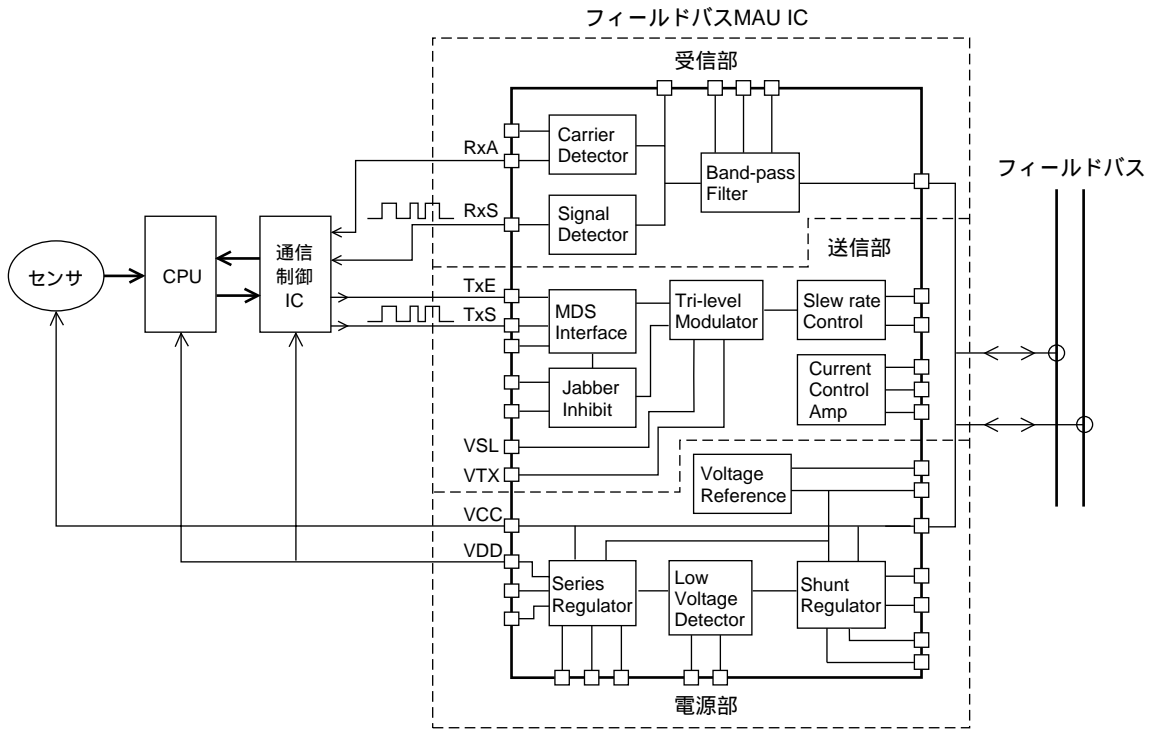 フィールドバスMAU IC
受信部
RxA
Carrier
Detector
Band-pass
Filter
フィールドバス
RxS
Signal
Detector
送信部
センサ
CPU
通信
制御
IC
TxE
TxS
MDS
Interface
Tri-level
Modulator
Slew rate
Control
Jabber
Inhibit
Current
Control
Amp
VSL
VTX
Voltage
Reference
VCC
VDD
Series
Regulator
Low
Voltage
Detector
Shunt
Regulator
電源部